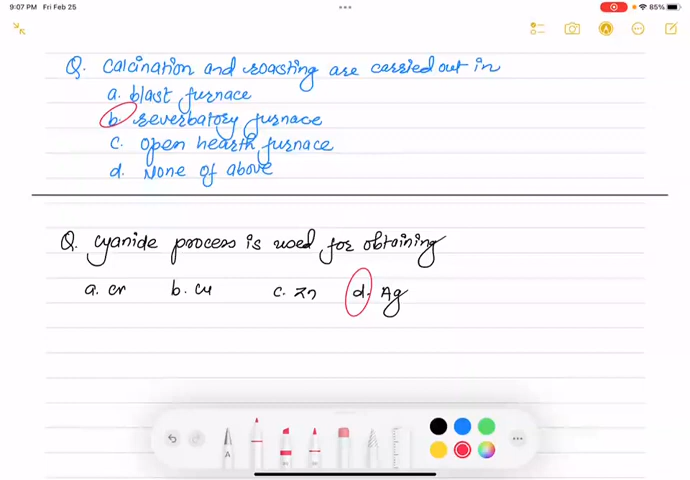 9:07 PM Fri Feb 25
85%
Q. Calcination and roasting are carried out in
a. blast furnace
b. reverbatory furnace
c. open hearth furnace
d. None of above
Q. Cyanide process is used for obtaining
a. Cr b. Cu c. Zn d. Ag
A